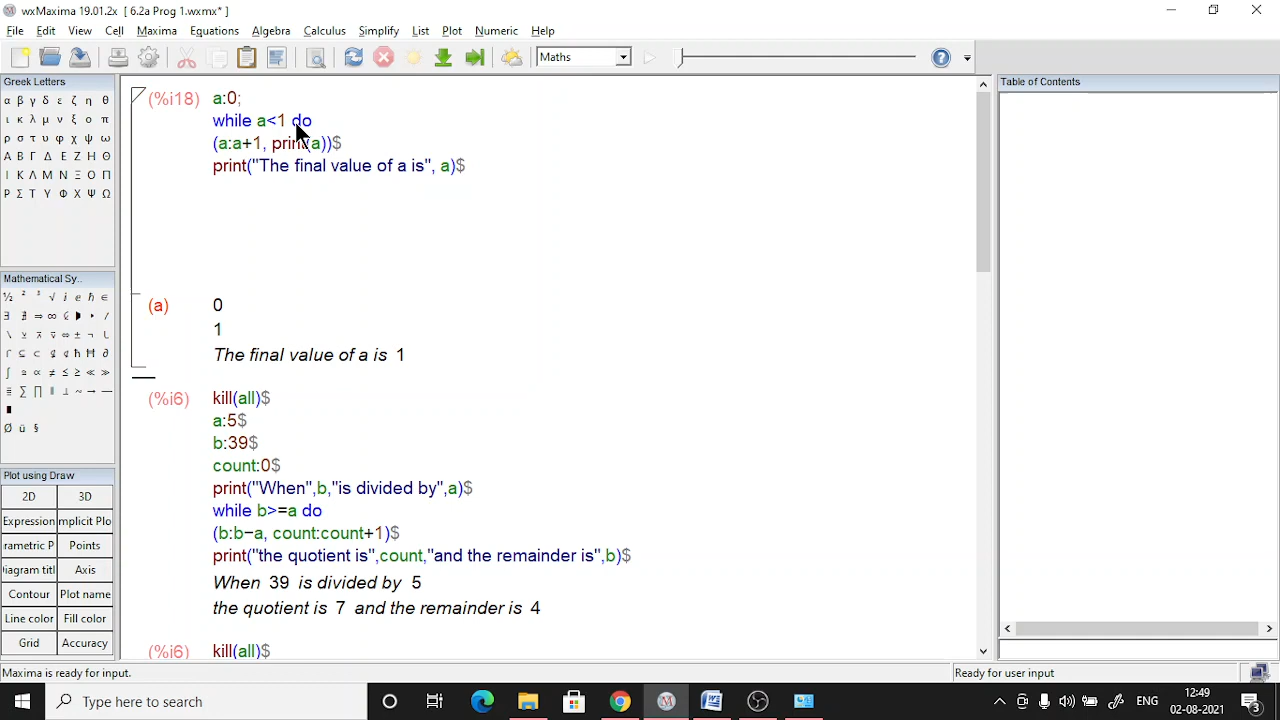 wxMaxima 19.01.2x [ 6.2a Prog 1.wxmx* ]
File Edit View Cell Maxima Equations Algebra Calculus Simplify List Plot Numeric Help
Maths
Greek Letters
α β γ δ ε ζ η θ
ι κ λ μ ν ξ ο π
ρ σ τ υ φ χ ψ ω
Α Β Γ Δ Ε Ζ Η Θ
Ι Κ Λ Μ Ν Ξ Ο Π
Ρ Σ Τ Υ Φ Χ Ψ Ω
Mathematical Sy...
Plot using Draw
2D 3D
Expression mplicit Plo
rametric P Points
iagram titl Axis
Contour Plot name
Line color Fill color
Grid Accuracy
(%i18) a:0;
while a<1 do
(a:a+1, print(a))$
print("The final value of a is", a)$
(a) 0
1
The final value of a is 1
(%i6) kill(all)$
a:5$
b:39$
count:0$
print("When",b,"is divided by",a)$
while b>=a do
(b:b−a, count:count+1)$
print("the quotient is",count,"and the remainder is",b)$
When 39 is divided by 5
the quotient is 7 and the remainder is 4
(%i6) kill(all)$
Table of Contents
Maxima is ready for input.
Ready for user input
Type here to search
ENG
12:49
02-08-2021
3